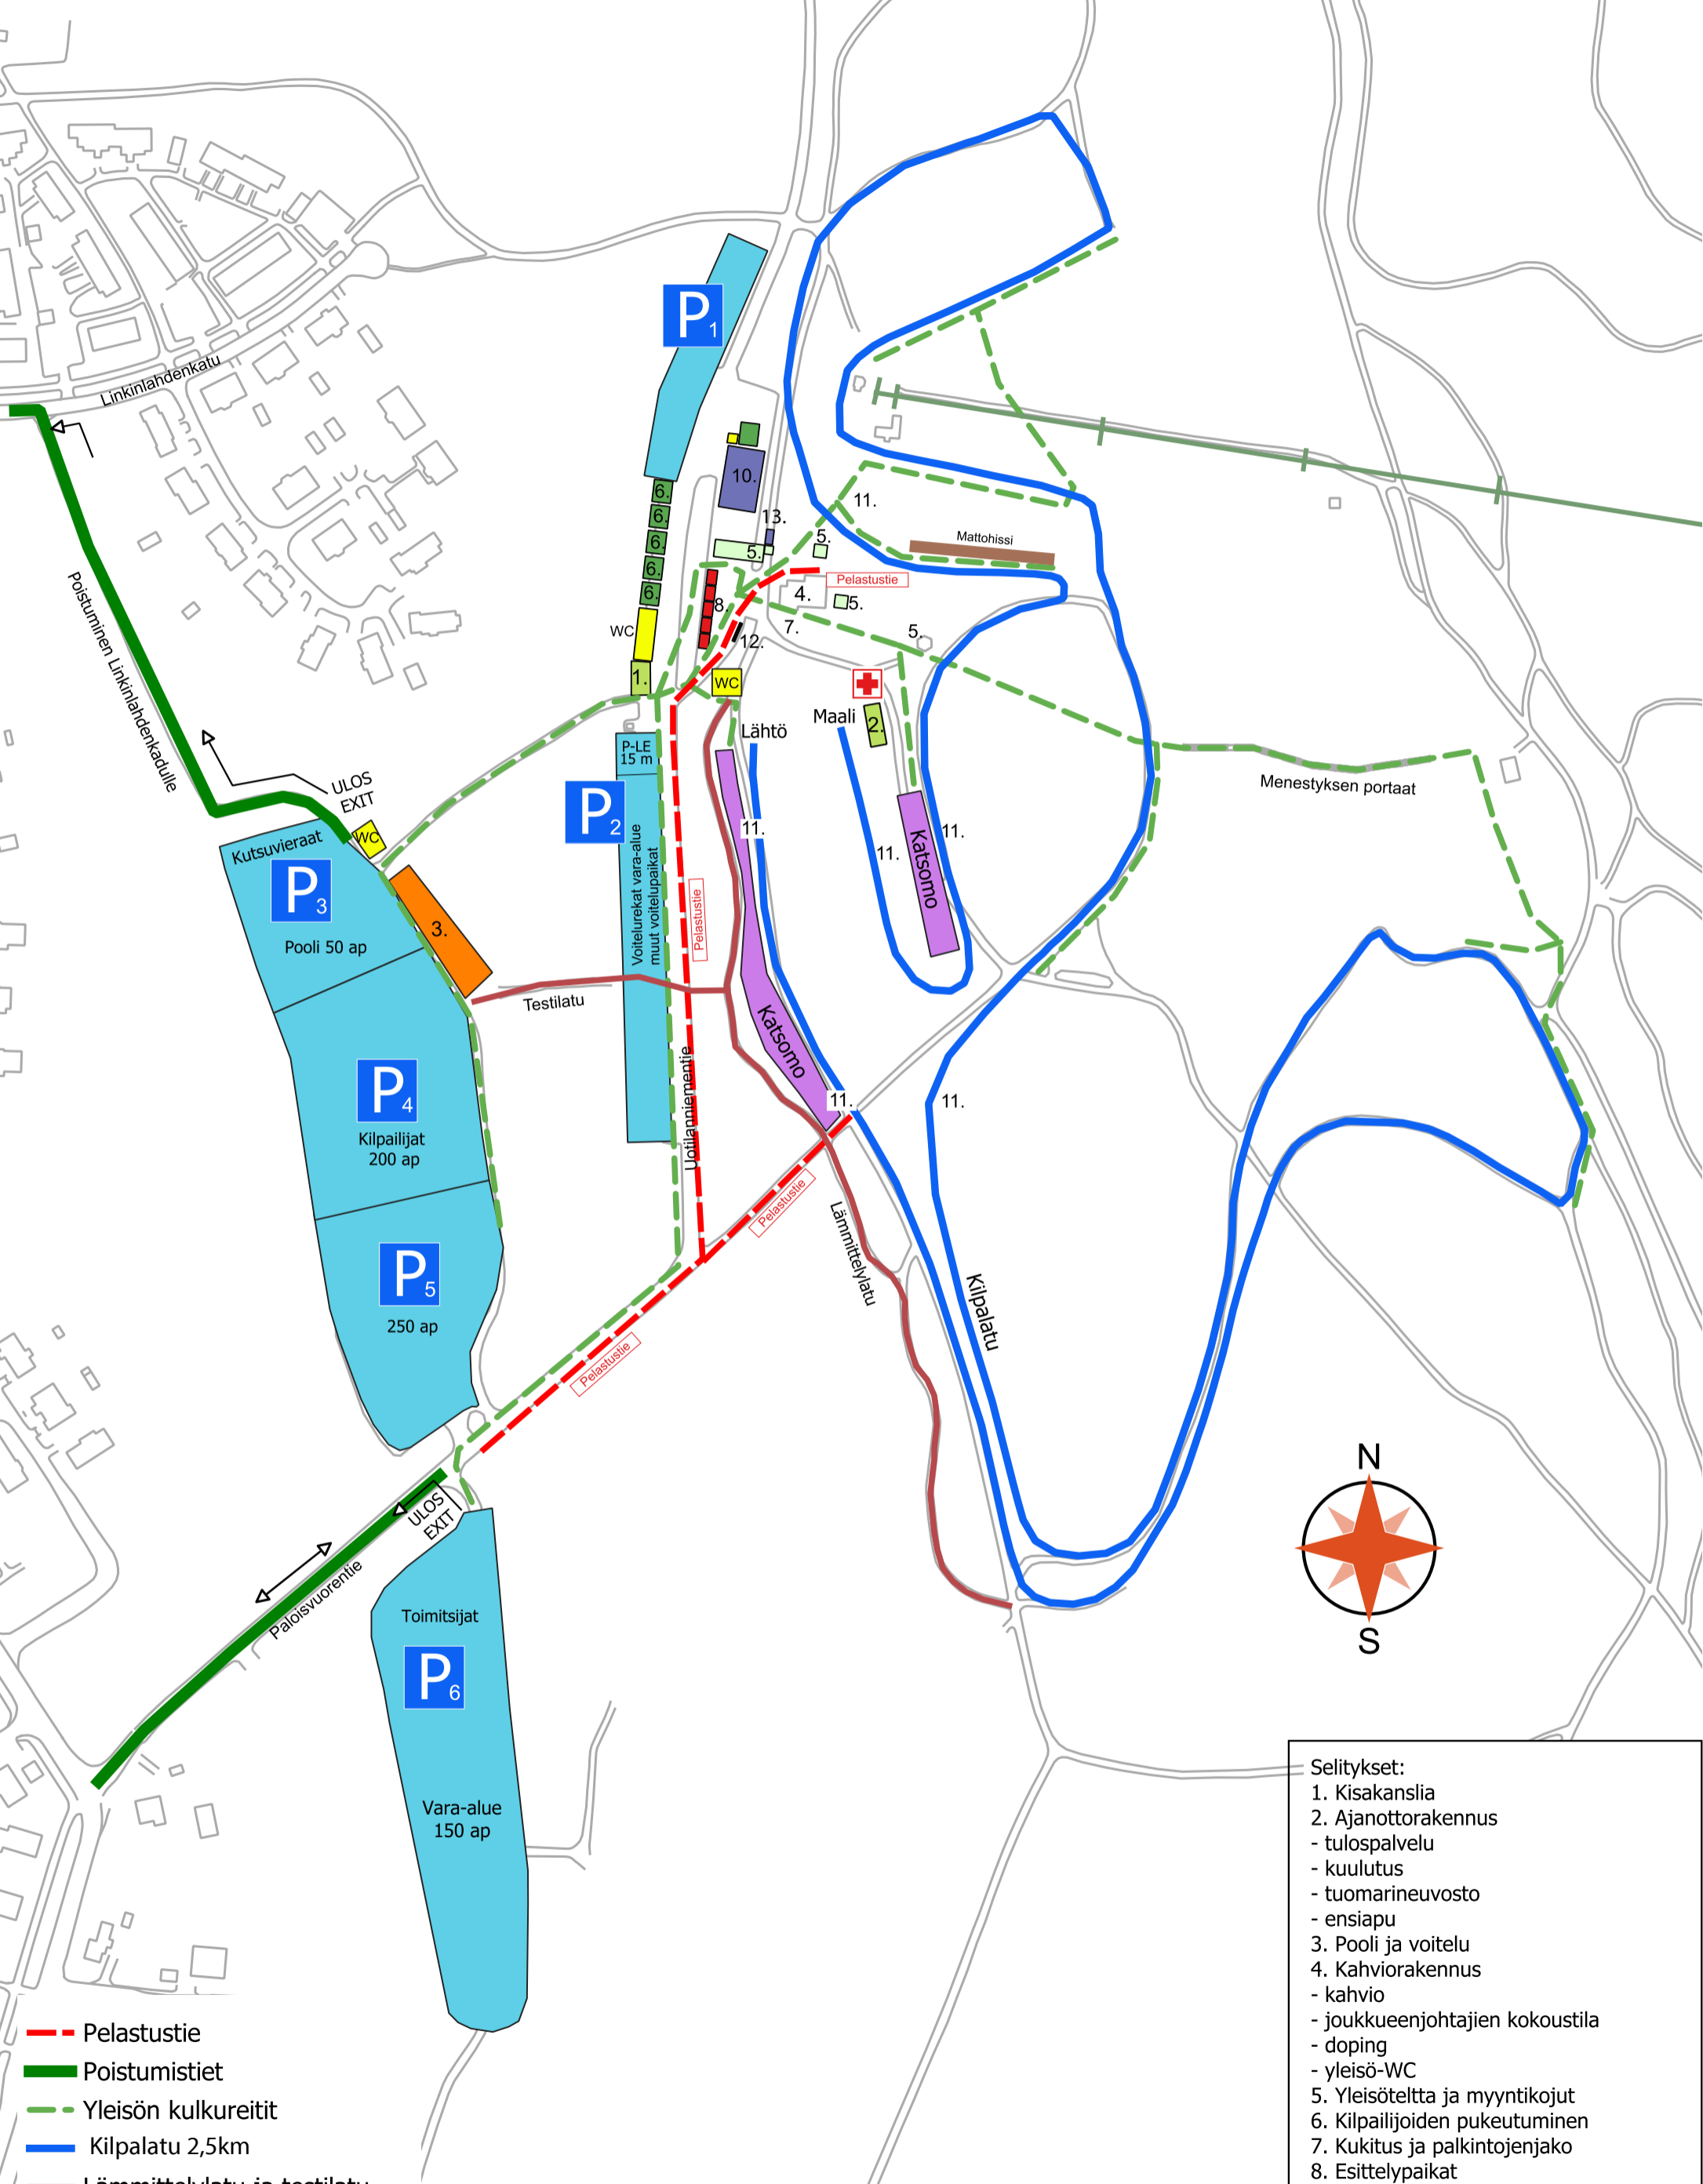 P1
Linkinlahdenkatu
10.
6.
6.
6.
6.
6.
13.
11.
5.
5.
Mattohissi
Pelastustie
4.
5.
8.
7.
12.
5.
WC
1.
WC
Poistuminen Linkinlahdenkadulle
Maali
2.
Lähtö
P-LE
15 m
P2
Voitelurekat vara-alue
muut voitelupaikat
Menestyksen portaat
ULOS
EXIT
WC
Kutsuvieraat
P3
Pooli 50 ap
3.
11.
11.
11.
Katsomo
Pelastustie
Testilatu
Katsomo
Uotilanniementie
P4
Kilpailijat
200 ap
11.
11.
Pelastustie
Lämmittelylatu
Kilpalatu
P5
250 ap
Pelastustie
ULOS
EXIT
Paloisvuorentie
N
S
Toimitsijat
P6
Vara-alue
150 ap
Selitykset:
1. Kisakanslia
2. Ajanottorakennus
- tulospalvelu
- kuulutus
- tuomarineuvosto
- ensiapu
3. Pooli ja voitelu
4. Kahviorakennus
- kahvio
- joukkueenjohtajien kokoustila
- doping
- yleisö-WC
5. Yleisöteltta ja myyntikojut
6. Kilpailijoiden pukeutuminen
7. Kukitus ja palkintojenjako
8. Esittelypaikat
Pelastustie
Poistumistiet
Yleisön kulkureitit
Kilpalatu 2,5km
Lämmittelylatu ja testilatu